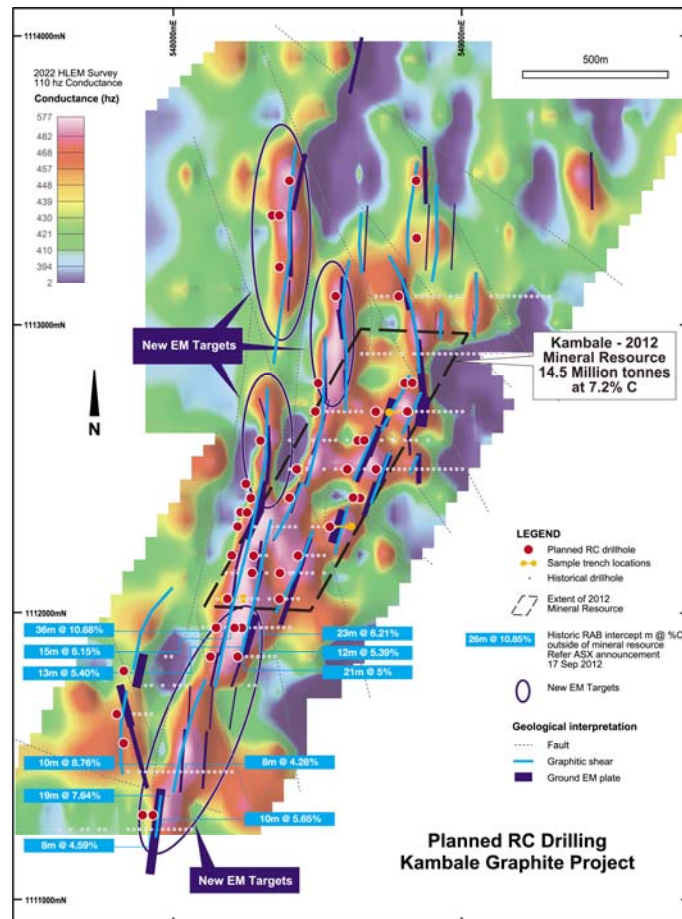 1114000mN
548000mE
549000mE
2022 HLEM Survey
110 hz Conductance
Conductance (hz)
577
482
468
457
448
439
430
420
410
394
2
500m
1113000mN
New EM Targets
Kambale - 2012
Mineral Resource
14.5 Million tonnes
at 7.2% C
N
LEGEND
Planned RC drillhole
Sample trench locations
Historical drillhole
Extent of 2012
Mineral Resource
26m @ 10.85%
Historic RAB intercept m @ %C
outside of mineral resource
Refer ASX announcement
17 Sep 2012
New EM Targets
Geological interpretation
Fault
Graphitic shear
Ground EM plate
1112000mN
36m @ 10.68%
23m @ 6.21%
15m @ 6.15%
12m @ 5.39%
13m @ 5.40%
21m @ 5%
10m @ 8.76%
8m @ 4.28%
19m @ 7.64%
10m @ 5.65%
8m @ 4.59%
New EM Targets
Planned RC Drilling
Kambale Graphite Project
1111000mN